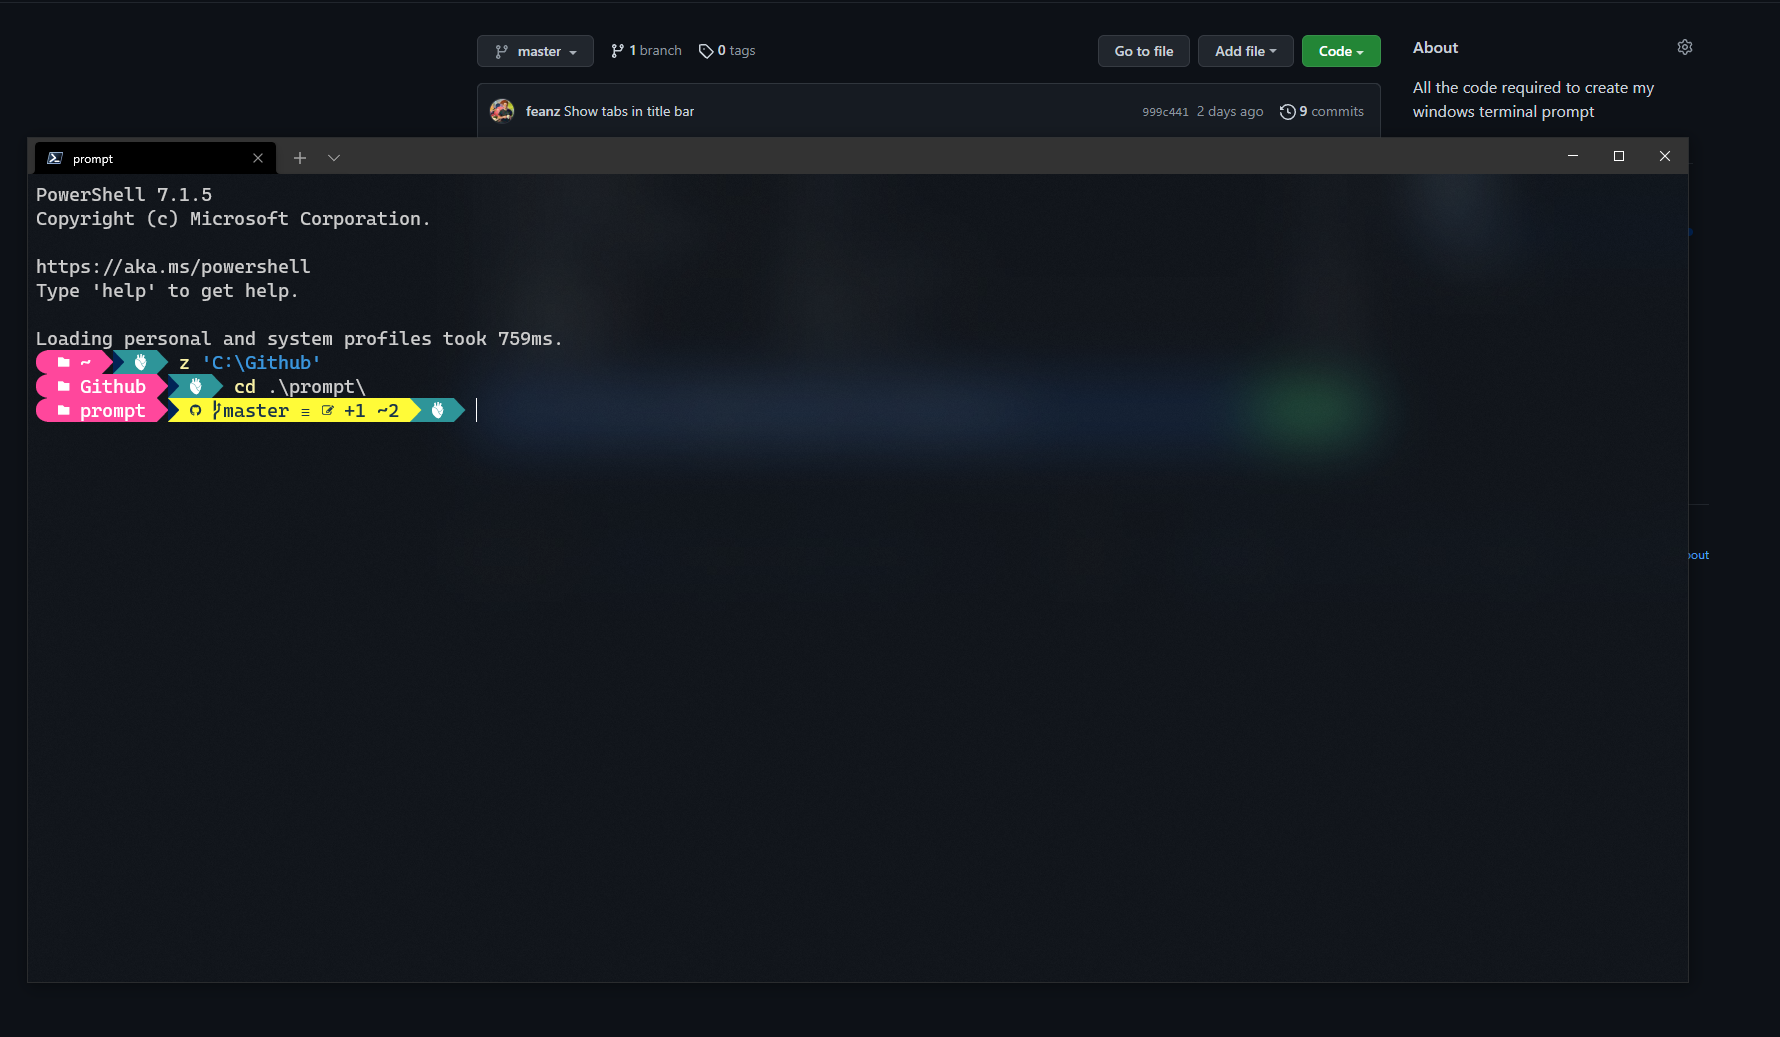 master
1 branch
0 tags
Go to file
Add file
Code
About
All the code required to create my
windows terminal prompt
feanz Show tabs in title bar
999c441 2 days ago
9 commits
prompt
PowerShell 7.1.5
Copyright (c) Microsoft Corporation.
https://aka.ms/powershell
Type 'help' to get help.
Loading personal and system profiles took 759ms.
~ z 'C:\Github'
Github cd .\prompt\
prompt master ≡ +1 ~2
bout